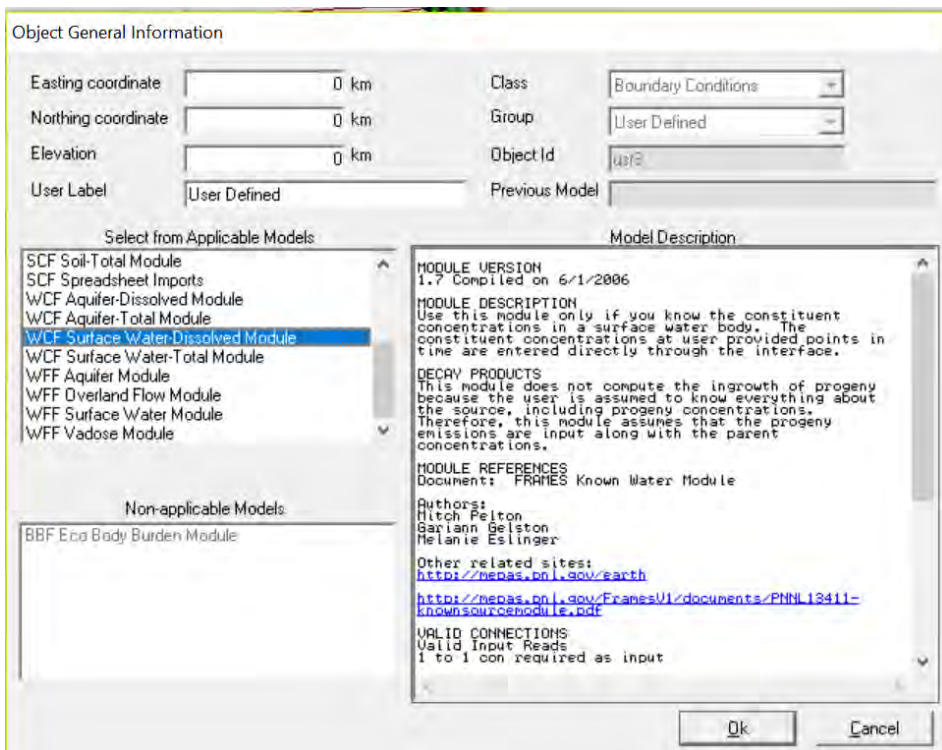 Object General Information
Easting coordinate 0 km Class Boundary Conditions
Northing coordinate 0 km Group User Defined
Elevation 0 km Object Id usr3
User Label User Defined Previous Model
Select from Applicable Models
SCF Soil-Total Module
SCF Spreadsheet Imports
WCF Aquifer-Dissolved Module
WCF Aquifer-Total Module
WCF Surface Water-Dissolved Module
WCF Surface Water-Total Module
WFF Aquifer Module
WFF Overland Flow Module
WFF Surface Water Module
WFF Vadose Module
Non-applicable Models
BBF Eco Body Burden Module
Model Description
MODULE VERSION
1.7 Compiled on 6/1/2006
MODULE DESCRIPTION
Use this module only if you know the constituent
concentrations in a surface water body. The
constituent concentrations at user provided points in
time are entered directly through the interface.
DECAY PRODUCTS
This module does not compute the ingrowth of progeny
because the user is assumed to know everything about
the source, including progeny concentrations.
Therefore, this module assumes that the progeny
emissions are input along with the parent
concentrations.
MODULE REFERENCES
Document: FRAMES Known Water Module
Authors:
Mitch Pelton
Gariann Gelston
Melanie Eslinger
Other related sites:
http://mepas.pnl.gov/earth
http://mepas.pnl.gov/FramesV1/documents/PNNL13411-
knownsourcemodule.pdf
VALID CONNECTIONS
Valid Input Reads
1 to 1 con required as input
Ok Cancel